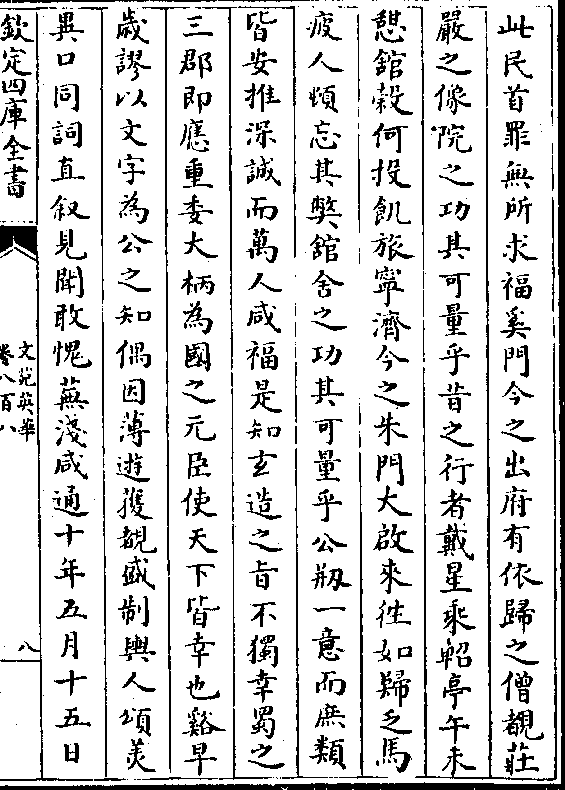 此民首罪無所求福奚門今之出府有依歸之僧覩莊
嚴之像院之功其可量乎昔之行者戴星乘軺亭午未
憇館穀何投飢旅寧濟今之朱門大啟來徃如歸乏馬
疲人頓忘其弊舘舍之功其可量乎公剏一意而庶類
皆安推深誠而萬人咸福是知玄造之旨不獨幸蜀之
三郡即應重委大柄為國之元臣使天下皆幸也谿早
歲謬以文字為公之知偶因薄遊獲覩盛制輿人頌美
異口同詞直叙見聞敢愧蕪淺咸通十年五月十五日
欽定四庫全書
文苑英華
卷八百八
八